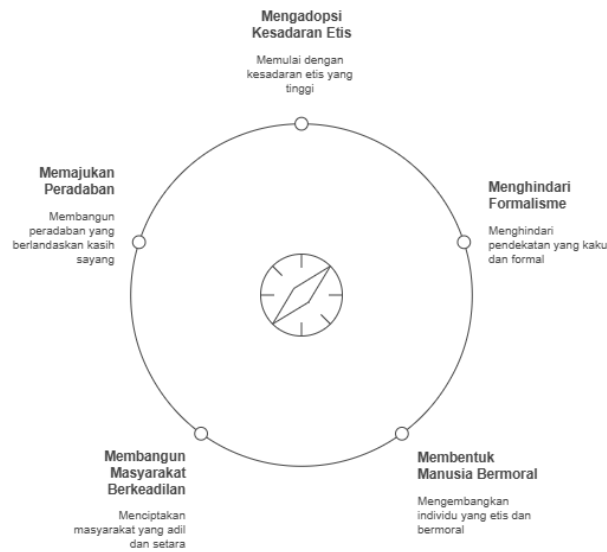 Mengadopsi
Kesadaran Etis
Memulai dengan
kesadaran etis yang
tinggi
Menghindari
Formalisme
Menghindari
pendekatan yang kaku
dan formal
Membentuk
Manusia Bermoral
Mengembangkan
individu yang etis dan
bermoral
Membangun
Masyarakat
Berkeadilan
Menciptakan
masyarakat yang adil
dan setara
Memajukan
Peradaban
Membangun
peradaban yang
berlandaskan kasih
sayang